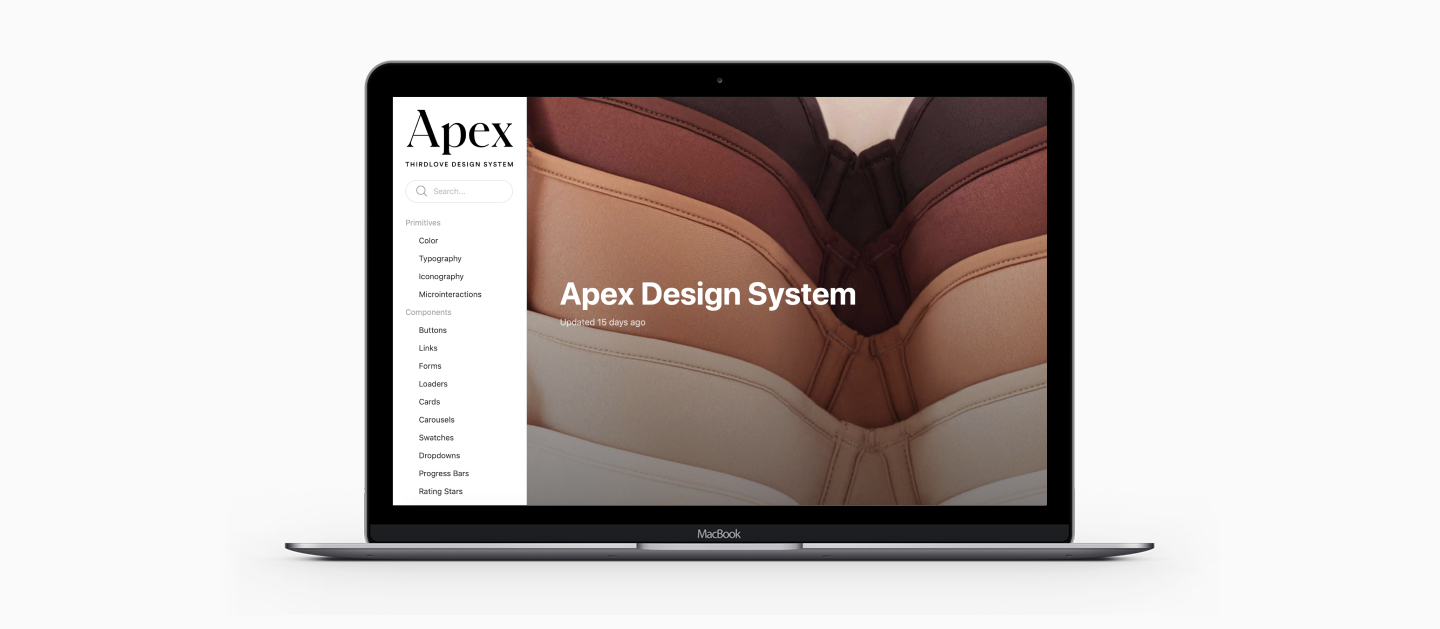 Apex
THIRDLOVE DESIGN SYSTEM
Search...
Primitives
Color
Typography
Iconography
Microinteractions
Components
Buttons
Links
Forms
Loaders
Cards
Carousels
Swatches
Dropdowns
Progress Bars
Rating Stars
Apex Design System
Updated 15 days ago
MacBook